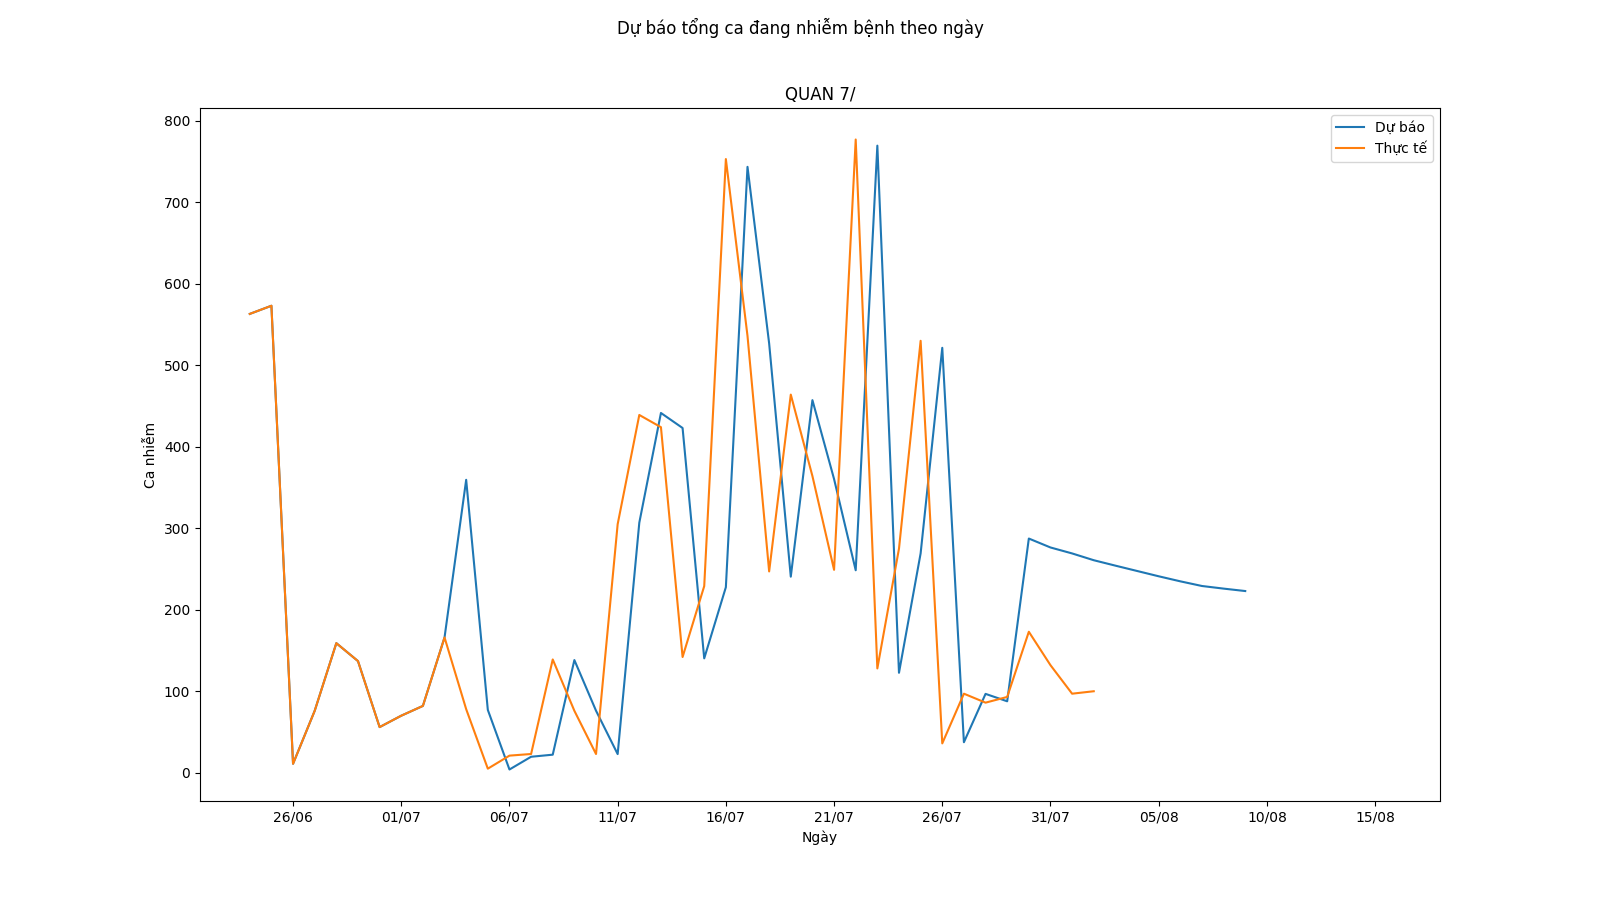 Dự báo tổng ca đang nhiễm bệnh theo ngày
QUAN 7/
Dự báo
Thực tế
800
700
600
500
400
300
200
100
0
Ca nhiễm
26/06 01/07 06/07 11/07 16/07 21/07 26/07 31/07 05/08 10/08 15/08
Ngày